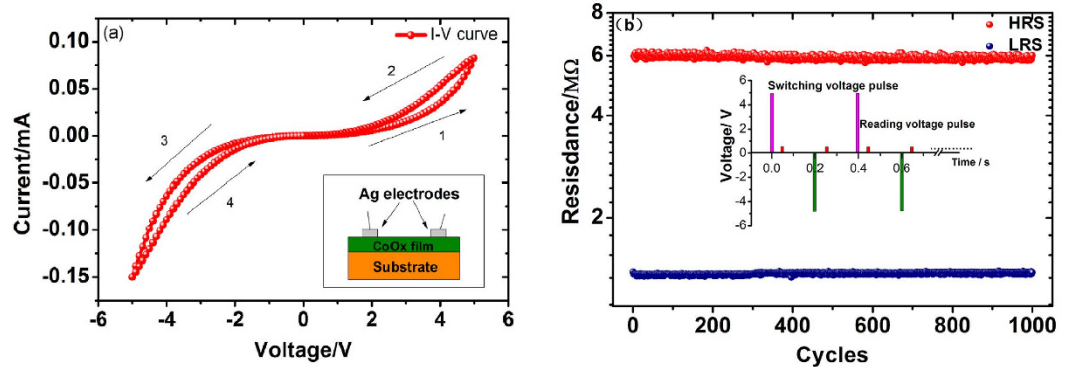 (a)
I-V curve
0.10
0.05
0.00
-0.05
-0.10
-0.15
Current/mA
2
1
3
4
Ag electrodes
CoOx film
Substrate
-6 -4 -2 0 2 4 6
Voltage/V
(b)
HRS
LRS
8
6
4
2
Resisdance/MΩ
Switching voltage pulse
Reading voltage pulse
6
4
2
0
-2
-4
-6
Voltage/ V
0.0 0.2 0.4 0.6
Time / s
0 200 400 600 800 1000
Cycles